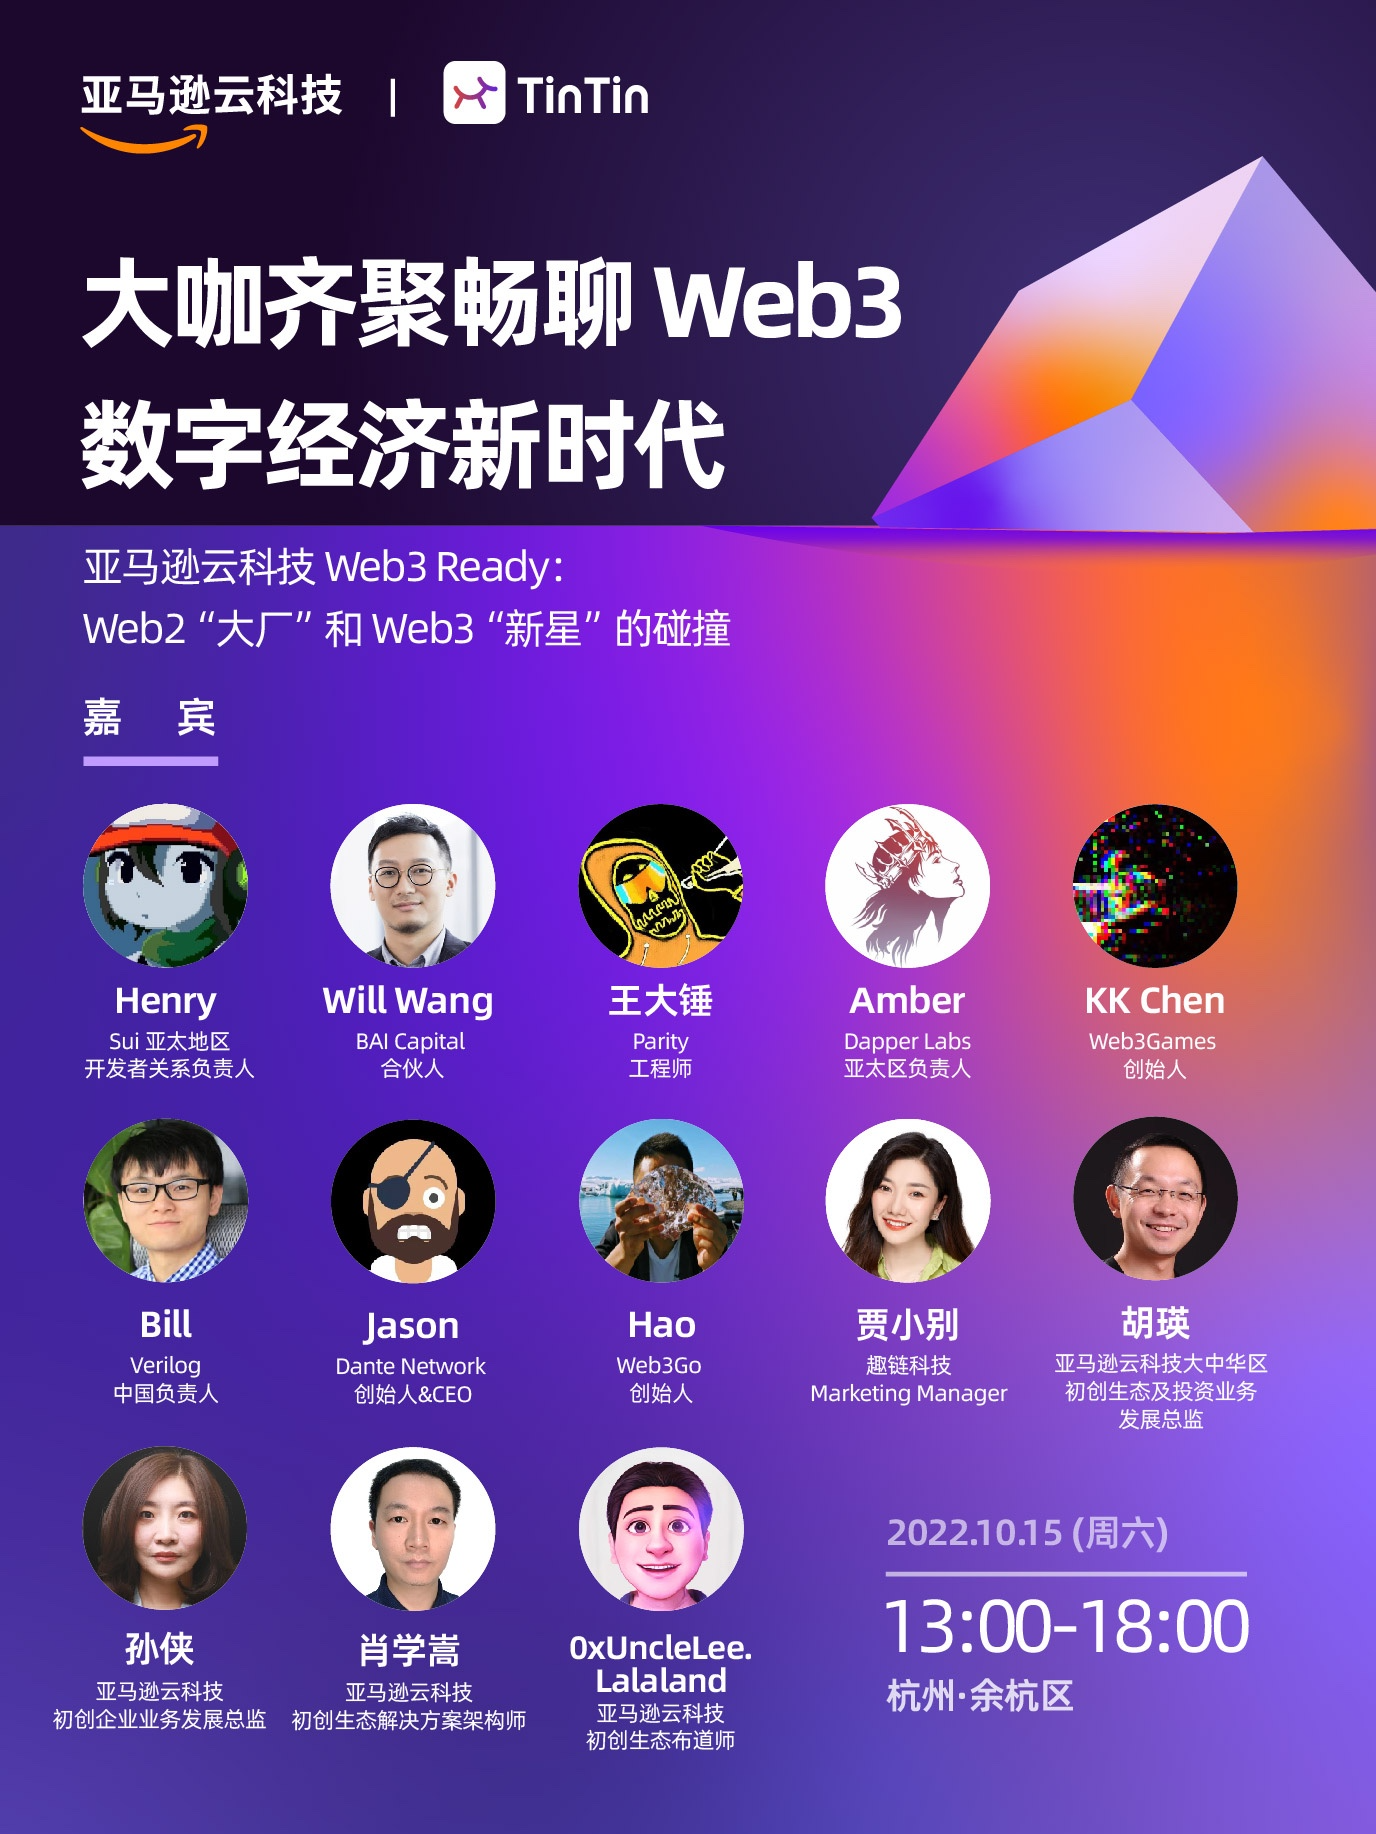 亚马逊云科技 | TinTin
大咖齐聚畅聊 Web3
数字经济新时代
亚马逊云科技 Web3 Ready：
Web2 “大厂” 和 Web3 “新星” 的碰撞
嘉 宾
Henry
Sui 亚太地区
开发者关系负责人
Will Wang
BAI Capital
合伙人
王大锤
Parity
工程师
Amber
Dapper Labs
亚太区负责人
KK Chen
Web3Games
创始人
Bill
Verilog
中国负责人
Jason
Dante Network
创始人&CEO
Hao
Web3Go
创始人
贾小别
趣链科技
Marketing Manager
胡瑛
亚马逊云科技大中华区
初创生态及投资业务
发展总监
孙侠
亚马逊云科技
初创企业业务发展总监
肖学嵩
亚马逊云科技
初创生态解决方案架构师
0xUncleLee.
Lalaland
亚马逊云科技
初创生态布道师
2022.10.15 (周六)
13:00-18:00
杭州·余杭区